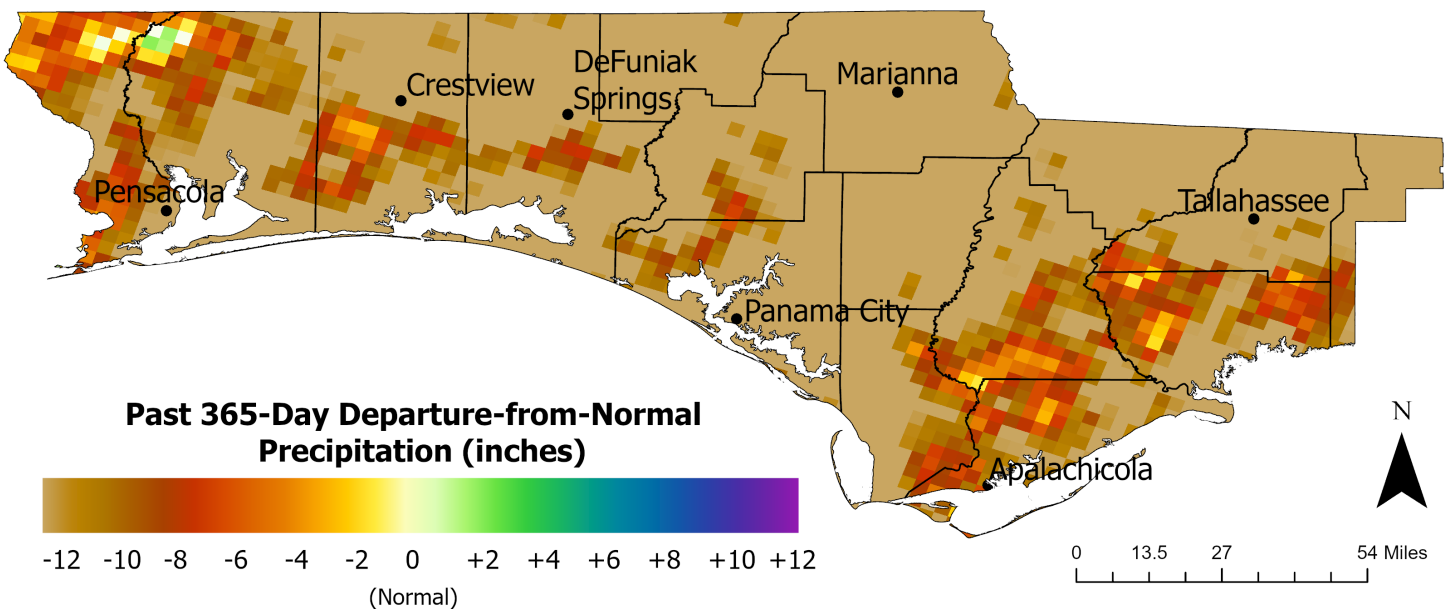 DeFuniak
Springs
Crestview
Marianna
Pensacola
Tallahassee
Panama City
Apalachicola
Past 365-Day Departure-from-Normal
Precipitation (inches)
-12 -10 -8 -6 -4 -2 0 +2 +4 +6 +8 +10 +12
(Normal)
N
0 13.5 27 54 Miles